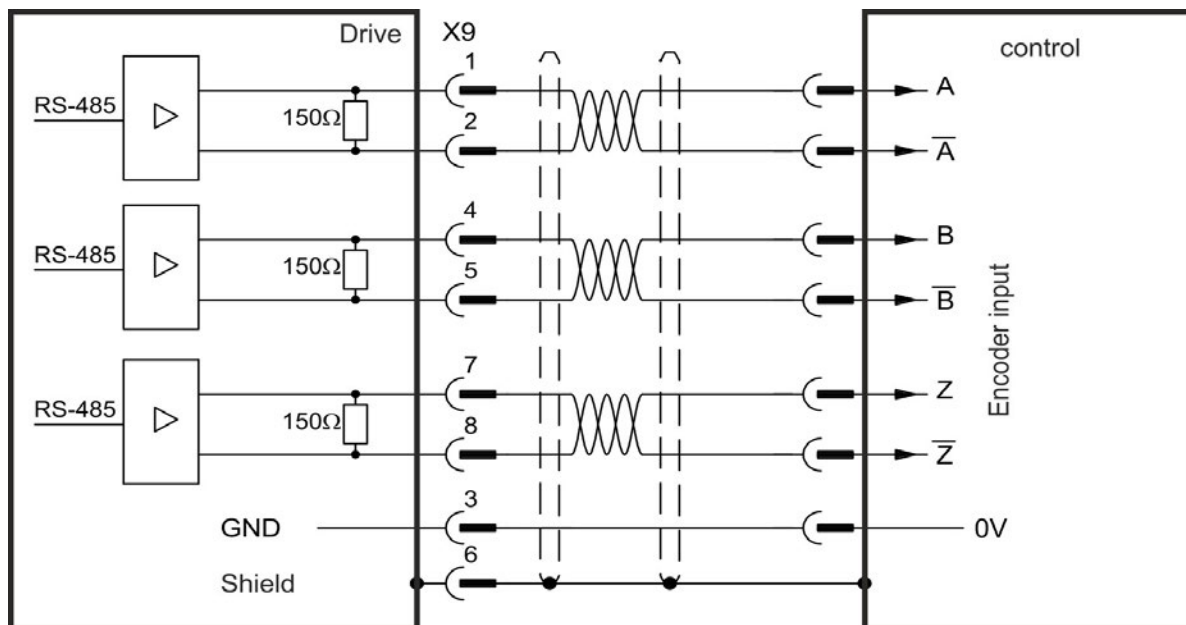 Drive X9 control
1
RS-485 150Ω A
2
A̅
4
RS-485 150Ω B
5
B̅
Encoder input
7
RS-485 150Ω Z
8
Z̅
3
GND 0V
6
Shield